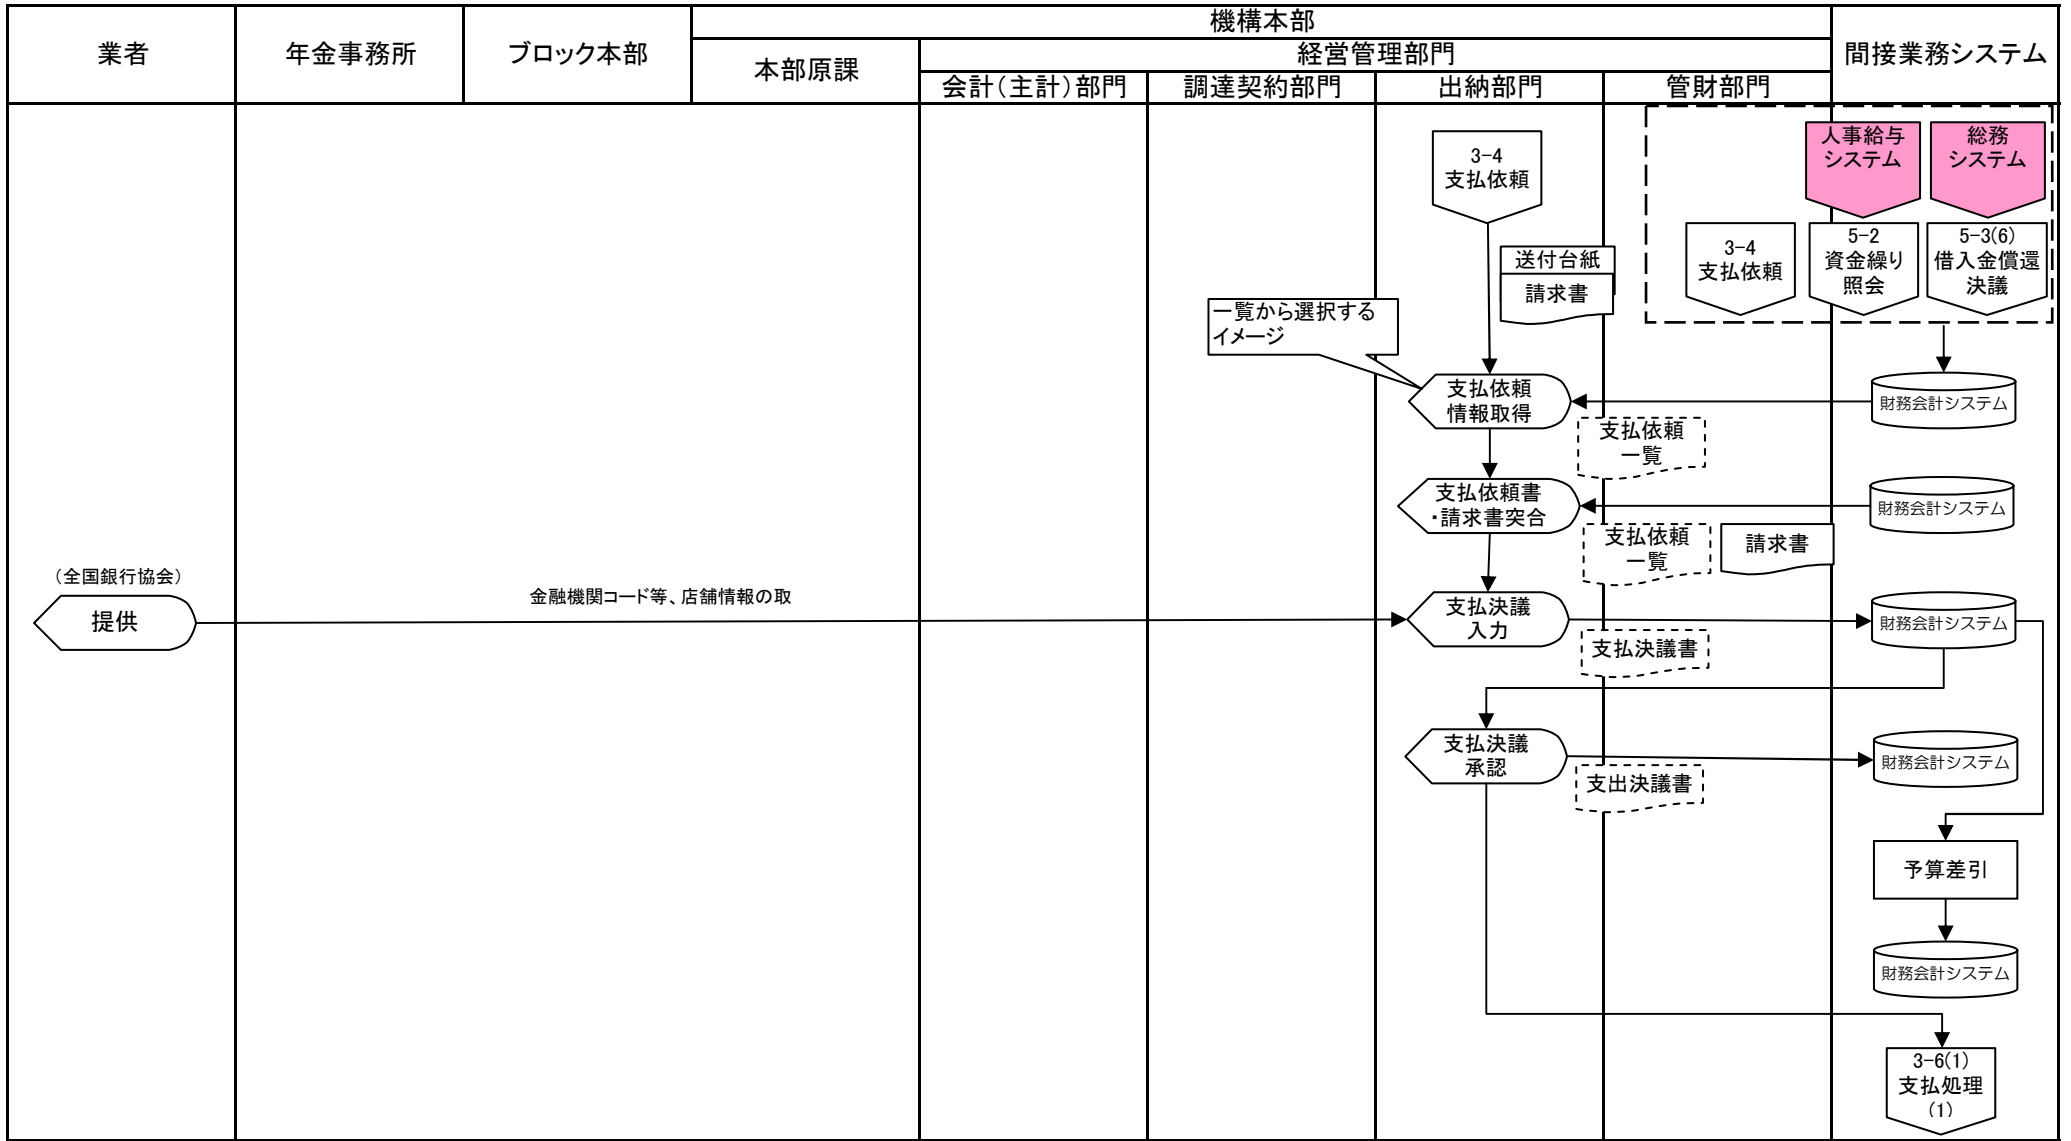 機構本部
業者
年金事務所
ブロック本部
本部原課
経営管理部門
間接業務システム
会計（主計）部門
調達契約部門
出納部門
管財部門
人事給与
システム
総務
システム
3-4
支払依頼
3-4
支払依頼
5-2
資金繰り
照会
5-3(6)
借入金償還
決議
送付台紙
請求書
一覧から選択する
イメージ
支払依頼
情報取得
財務会計システム
支払依頼
一覧
支払依頼書
・請求書突合
財務会計システム
支払依頼
一覧
請求書
（全国銀行協会）
提供
金融機関コード等、店舗情報の取
支払決議
入力
財務会計システム
支払決議書
支払決議
承認
財務会計システム
支出決議書
予算差引
財務会計システム
3-6(1)
支払処理
(1)